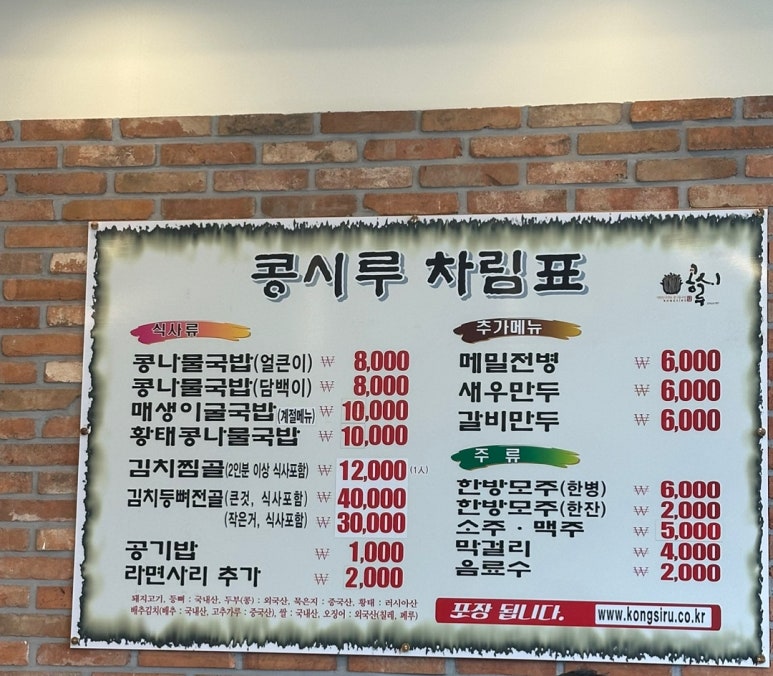 콩시루 차림표
콩시루
식사류
콩나물국밥(얼큰이) ₩ 8,000
콩나물국밥(담백이) ₩ 8,000
매생이굴국밥(계절메뉴) ₩ 10,000
황태콩나물국밥 ₩ 10,000
김치찜골(2인분 이상 식사포함) ₩ 12,000 (1人)
김치등뼈전골(큰것, 식사포함) ₩ 40,000
(작은거, 식사포함) ₩ 30,000
공기밥 ₩ 1,000
라면사리 추가 ₩ 2,000
돼지고기, 등뼈 : 국내산, 두부(콩) : 외국산, 묵은지 : 중국산, 황태 : 러시아산
배추김치(배추 : 국내산, 고추가루 : 중국산), 쌀 : 국내산, 오징어 : 외국산(칠레, 페루)
추가메뉴
메밀전병 ₩ 6,000
새우만두 ₩ 6,000
갈비만두 ₩ 6,000
주 류
한방모주(한병) ₩ 6,000
한방모주(한잔) ₩ 2,000
소주 · 맥주 ₩ 5,000
막걸리 ₩ 4,000
음료수 ₩ 2,000
포장 됩니다. www.kongsiru.co.kr